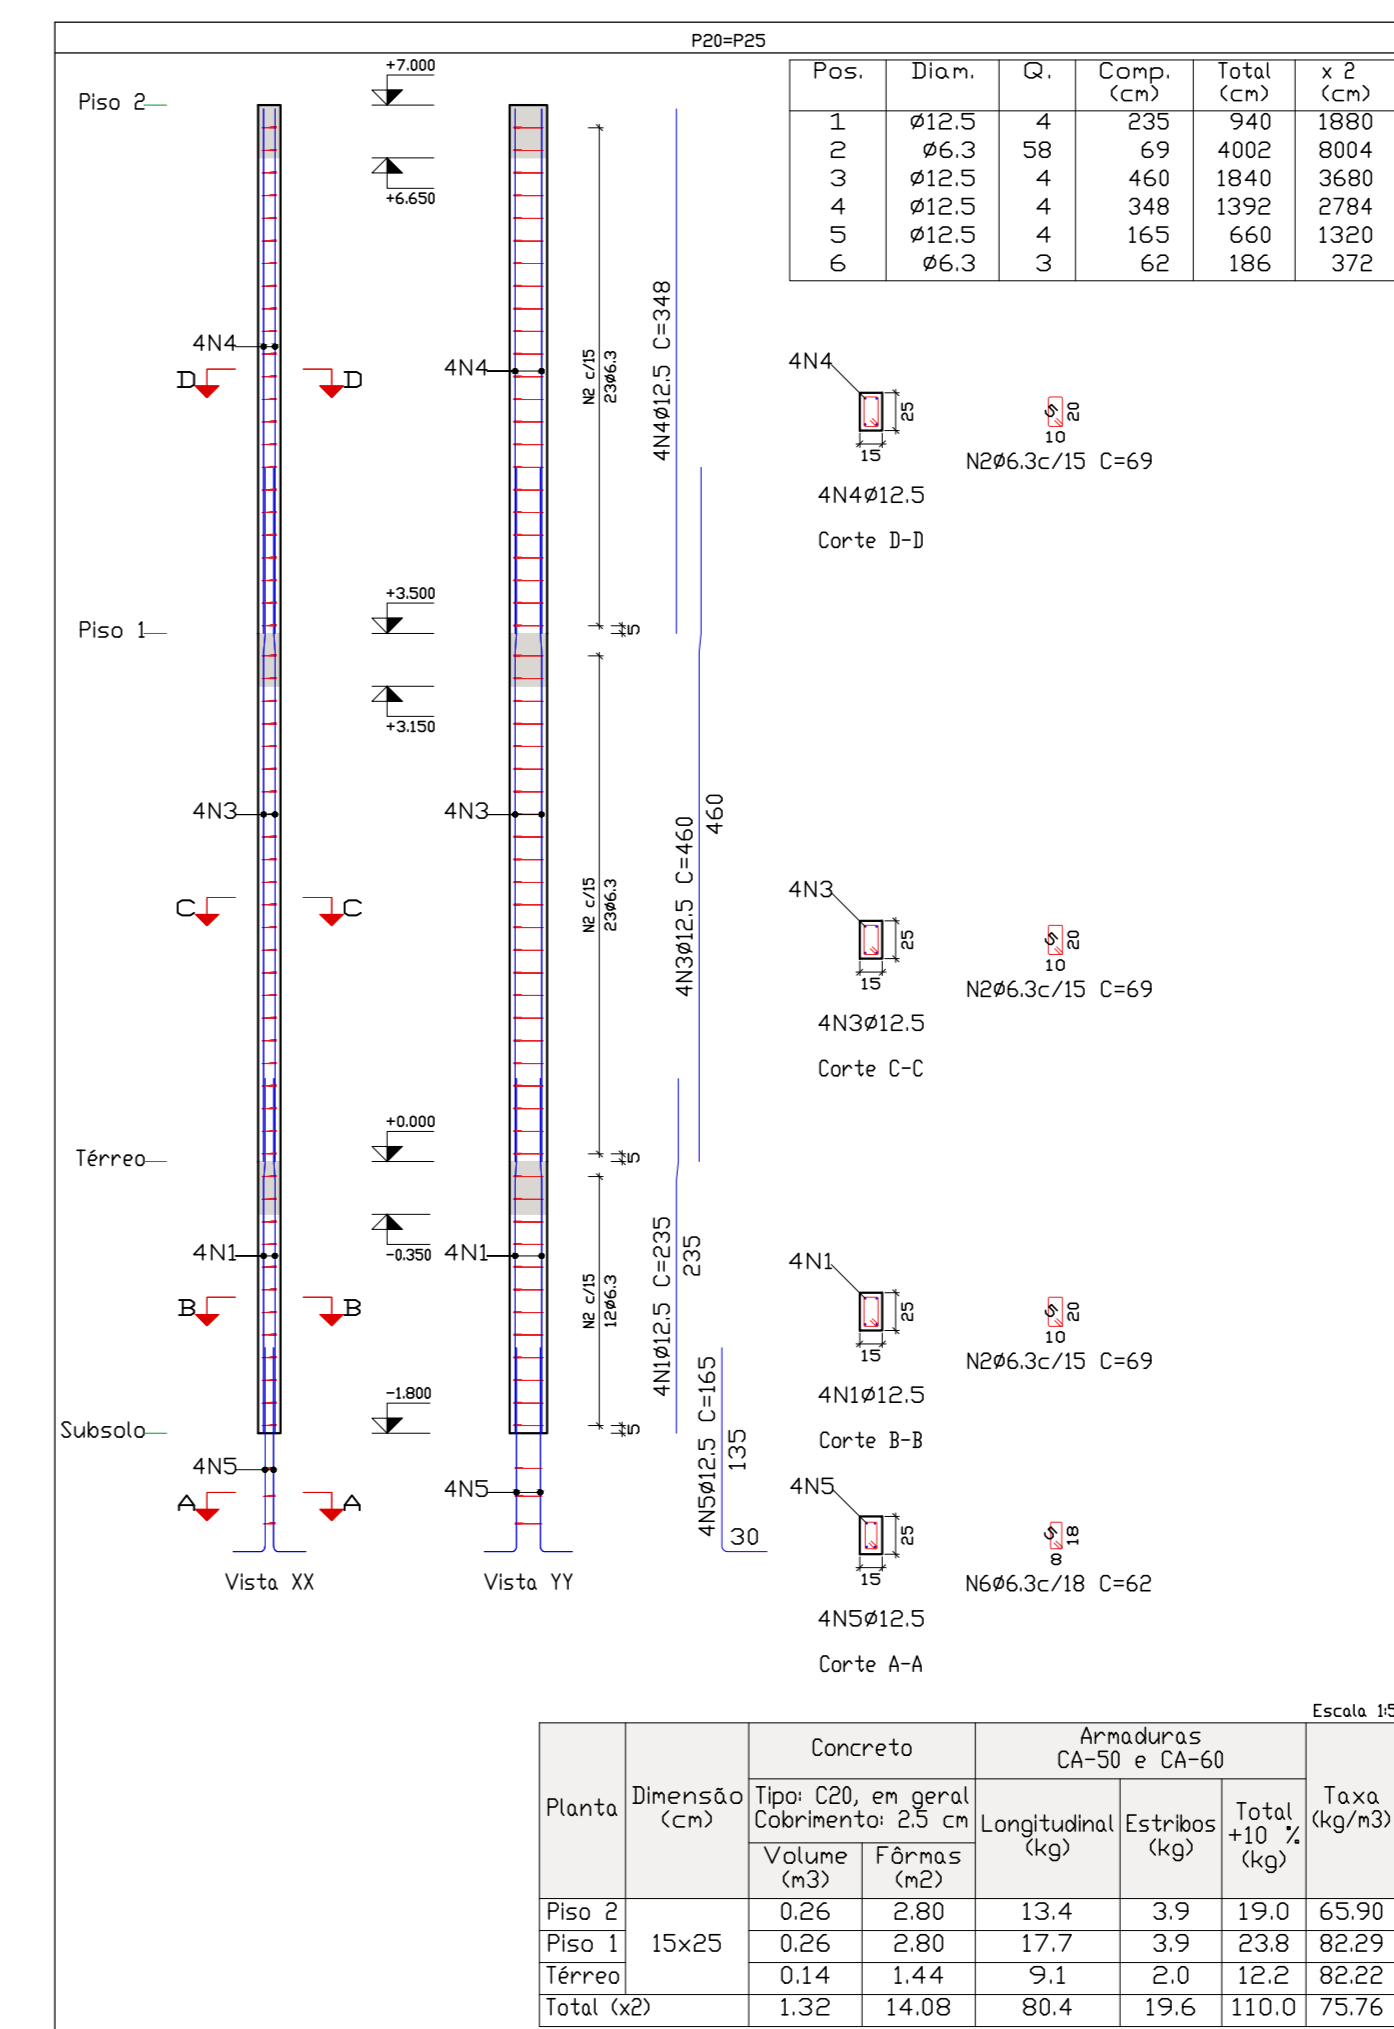 P20=P25
Pos. Diam. Q. Comp. (cm) Total (cm) x 2 (cm)
1 Ø12.5 4 235 940 1880
2 Ø6.3 58 69 4002 8004
3 Ø12.5 4 460 1840 3680
4 Ø12.5 4 348 1392 2784
5 Ø12.5 4 165 660 1320
6 Ø6.3 3 62 186 372
Piso 2
+7.000
+6.650
4N4
4N4
D D
N2 c/15
23Ø6.3
4N4Ø12.5 C=348
Piso 1
+3.500
5
+3.150
4N3
4N3
C C
N2 c/15
23Ø6.3
4N3Ø12.5 C=460
460
Térreo
+0.000
5
-0.350
4N1
4N1
B B
N2 c/15
12Ø6.3
4N1Ø12.5 C=235
235
Subsolo
-1.800
5
4N5
4N5
A A
4N5Ø12.5 C=165
135
30
Vista XX
Vista YY
4N4
25
15
5
20
10
N2Ø6.3c/15 C=69
4N4Ø12.5
Corte D-D
4N3
25
15
5
20
10
N2Ø6.3c/15 C=69
4N3Ø12.5
Corte C-C
4N1
25
15
5
20
10
N2Ø6.3c/15 C=69
4N1Ø12.5
Corte B-B
4N5
25
15
5
18
8
N6Ø6.3c/18 C=62
4N5Ø12.5
Corte A-A
Escala 1:5
Planta
Dimensão
(cm)
Concreto
Tipo: C20, em geral
Cobrimento: 2.5 cm
Volume
(m3)
Fôrmas
(m2)
Armaduras
CA-50 e CA-60
Longitudinal
(kg)
Estribos
(kg)
Total
+10 %
(kg)
Taxa
(kg/m3)
Piso 2 15x25 0.26 2.80 13.4 3.9 19.0 65.90
Piso 1 0.26 2.80 17.7 3.9 23.8 82.29
Térreo 0.14 1.44 9.1 2.0 12.2 82.22
Total (x2) 1.32 14.08 80.4 19.6 110.0 75.76